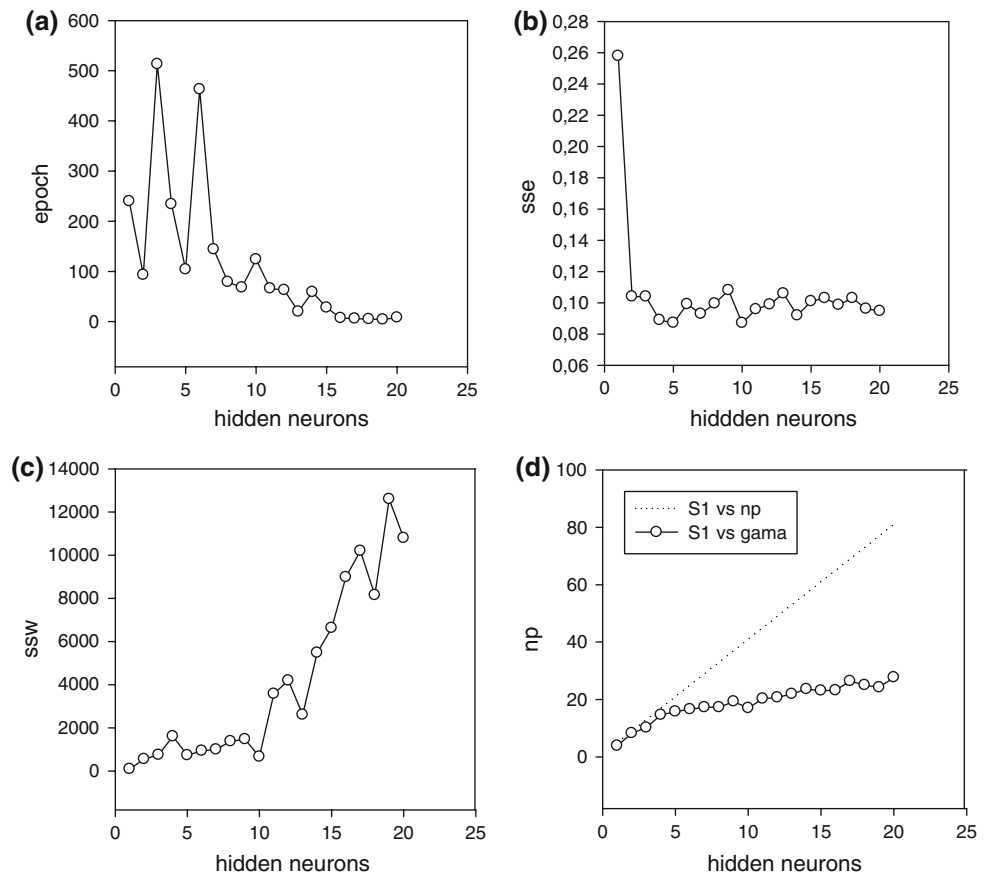 (a)
600
500
400
300
200
100
0
epoch
0 5 10 15 20 25
hidden neurons
(b)
0,28
0,26
0,24
0,22
0,20
0,18
0,16
0,14
0,12
0,10
0,08
0,06
sse
0 5 10 15 20 25
hiddden neurons
(c)
14000
12000
10000
8000
6000
4000
2000
0
ssw
0 5 10 15 20 25
hidden neurons
(d)
100
80
60
40
20
0
np
S1 vs np
S1 vs gama
0 5 10 15 20 25
hidden neurons